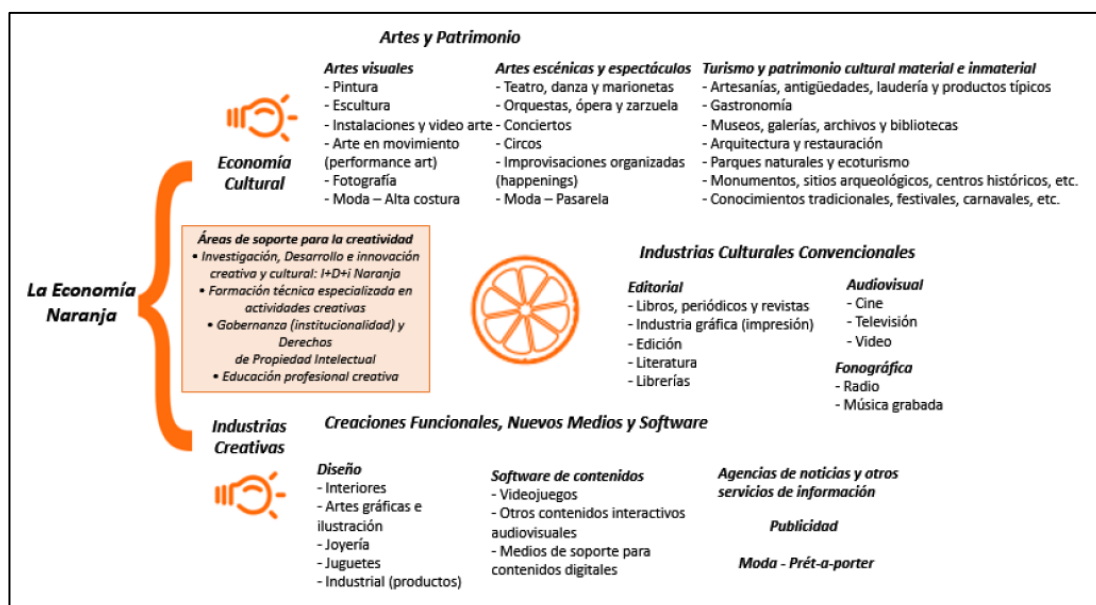 Artes y Patrimonio
Artes visuales
- Pintura
- Escultura
- Instalaciones y video arte
- Arte en movimiento
(performance art)
- Fotografía
- Moda – Alta costura
Artes escénicas y espectáculos
- Teatro, danza y marionetas
- Orquestas, ópera y zarzuela
- Conciertos
- Circos
- Improvisaciones organizadas
(happenings)
- Moda – Pasarela
Turismo y patrimonio cultural material e inmaterial
- Artesanías, antigüedades, laudería y productos típicos
- Gastronomía
- Museos, galerías, archivos y bibliotecas
- Arquitectura y restauración
- Parques naturales y ecoturismo
- Monumentos, sitios arqueológicos, centros históricos, etc.
- Conocimientos tradicionales, festivales, carnavales, etc.
Economía
Cultural
La Economía
Naranja
Áreas de soporte para la creatividad
• Investigación, Desarrollo e innovación
creativa y cultural: I+D+i Naranja
• Formación técnica especializada en
actividades creativas
• Gobernanza (institucionalidad) y
Derechos
de Propiedad Intelectual
• Educación profesional creativa
Industrias Culturales Convencionales
Editorial
- Libros, periódicos y revistas
- Industria gráfica (impresión)
- Edición
- Literatura
- Librerías
Audiovisual
- Cine
- Televisión
- Video
Fonográfica
- Radio
- Música grabada
Industrias
Creativas
Creaciones Funcionales, Nuevos Medios y Software
Diseño
- Interiores
- Artes gráficas e
ilustración
- Joyería
- Juguetes
- Industrial (productos)
Software de contenidos
- Videojuegos
- Otros contenidos interactivos
audiovisuales
- Medios de soporte para
contenidos digitales
Agencias de noticias y otros
servicios de información
Publicidad
Moda - Prét-a-porter